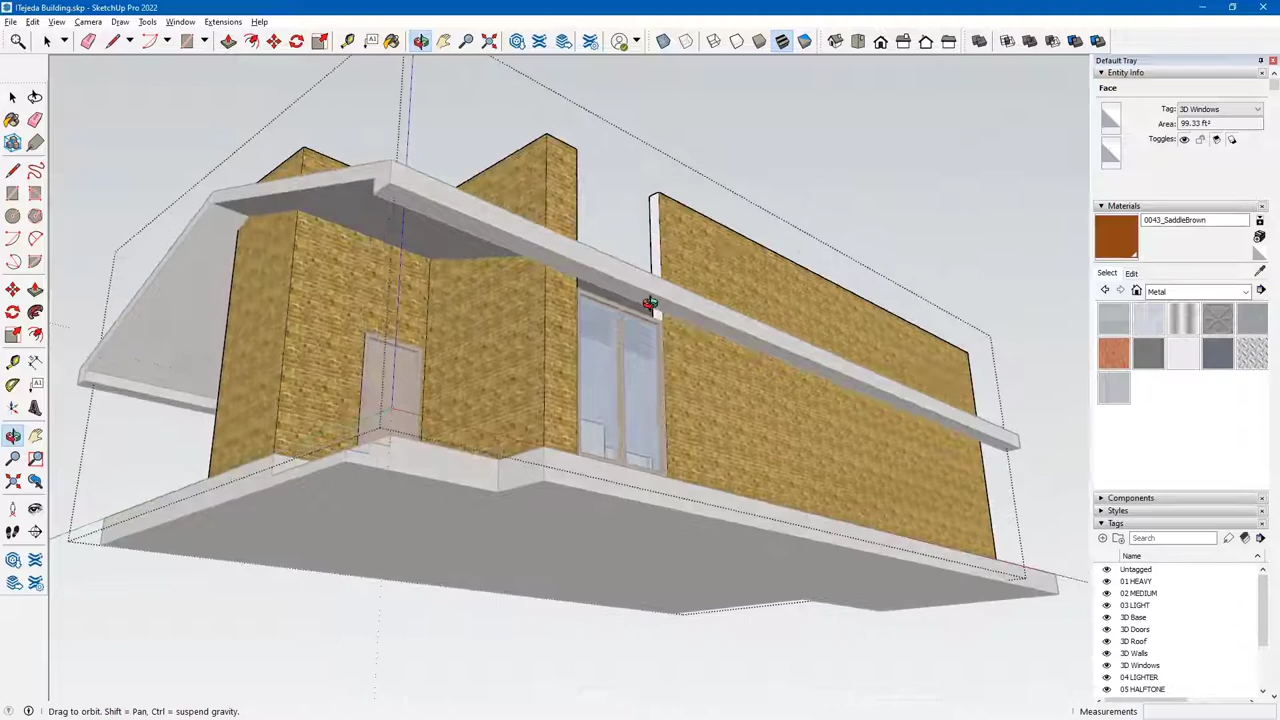 ITejeda Building.skp - SketchUp Pro 2022
File Edit View Camera Draw Tools Window Extensions Help
Default Tray
Entity Info
Face
Tag: 3D Windows
Area: 99.33 ft²
Toggles:
Materials
0043_SaddleBrown
Select Edit
Metal
Components
Styles
Tags
Search
Name
Untagged
01 HEAVY
02 MEDIUM
03 LIGHT
3D Base
3D Doors
3D Roof
3D Walls
3D Windows
04 LIGHTER
05 HALFTONE
Drag to orbit. Shift = Pan, Ctrl = suspend gravity.
Measurements